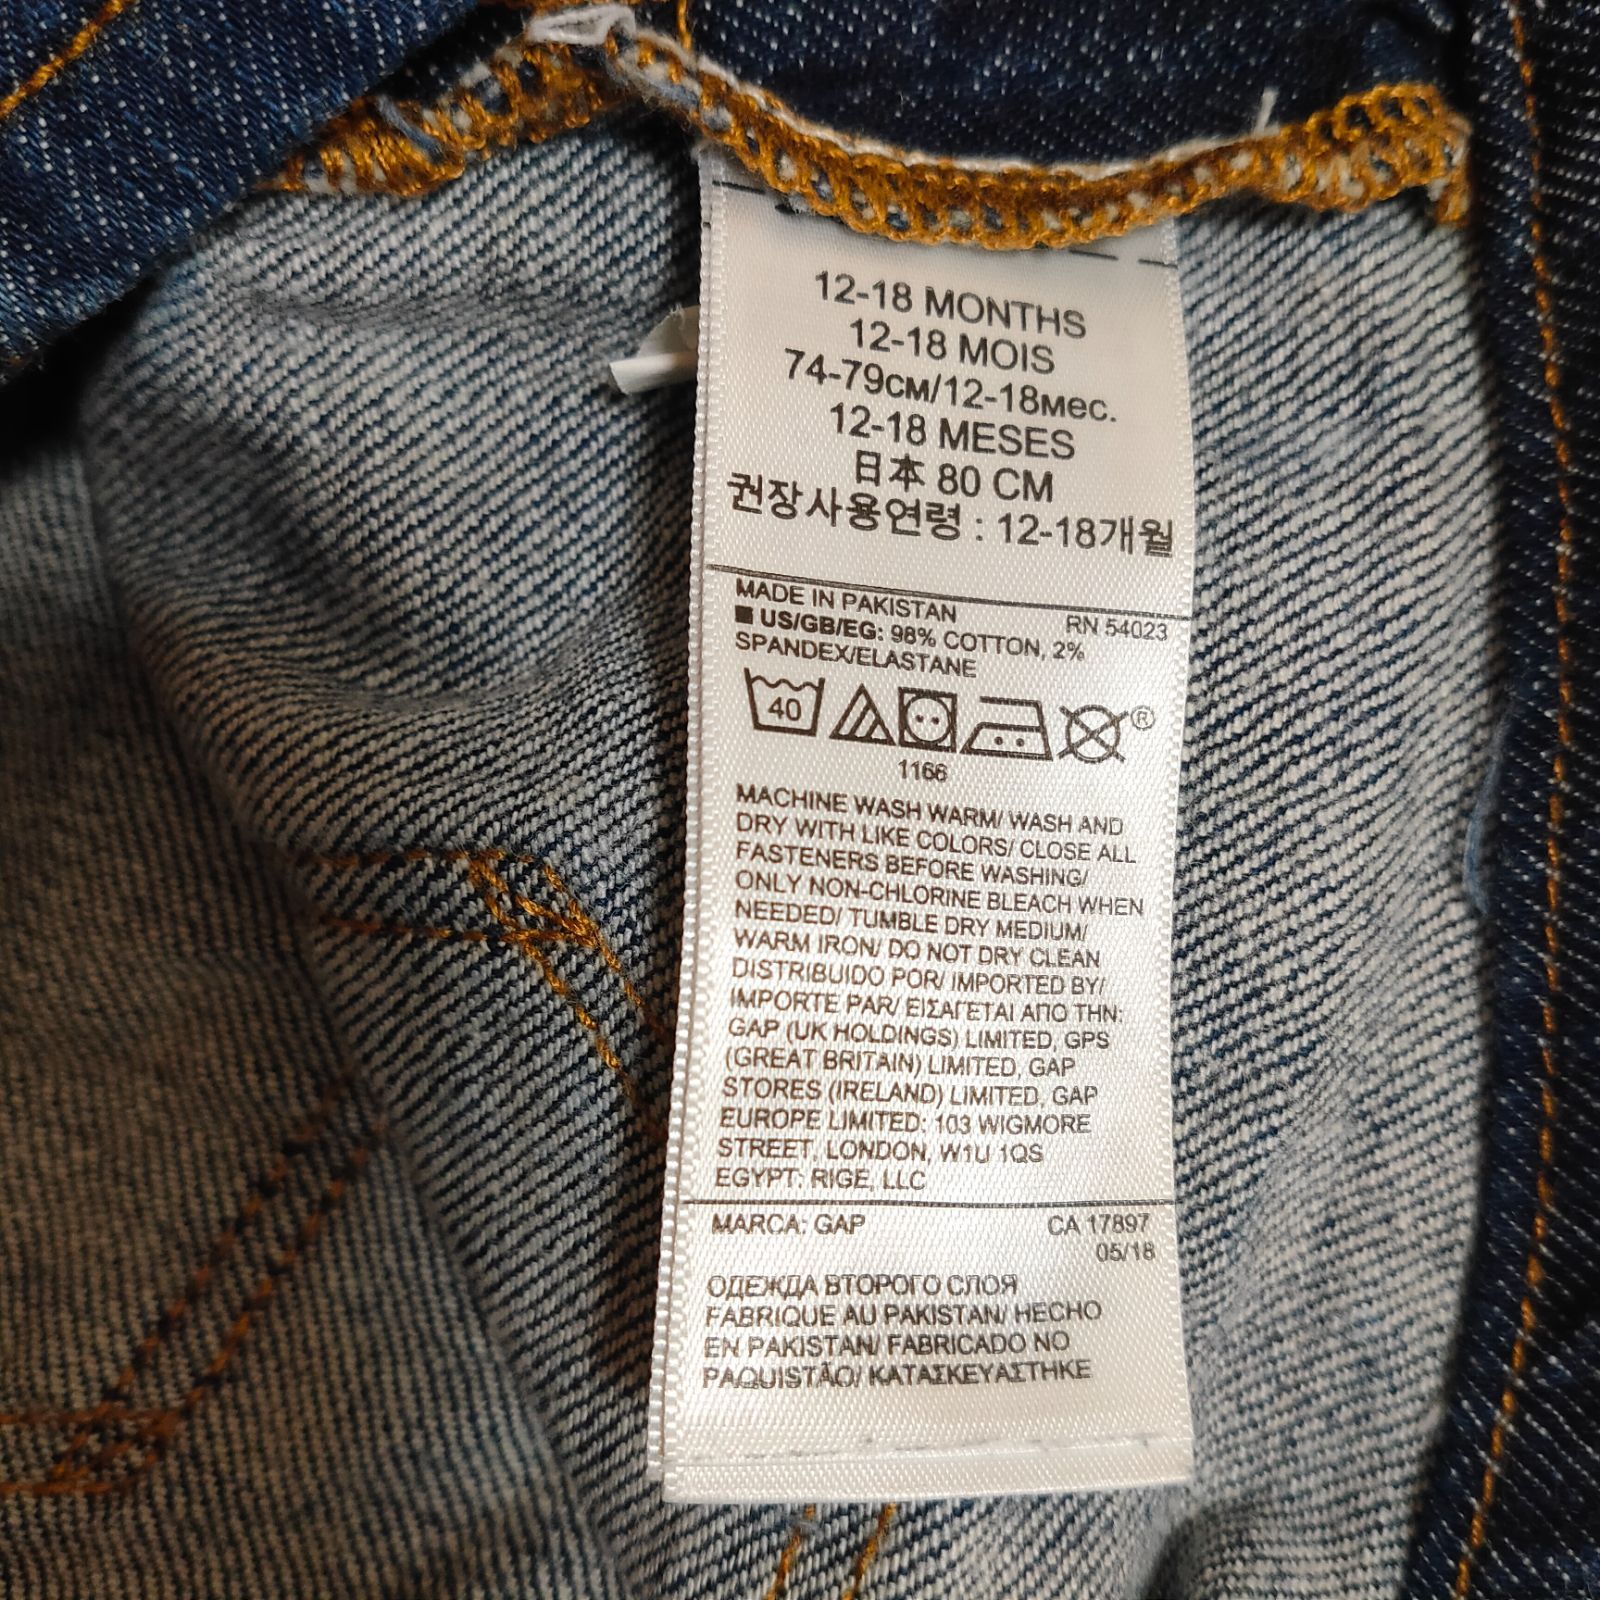 12-18 MONTHS
12-18 MOIS
74-79см/12-18мес.
12-18 MESES
日本 80 CM
권장사용연령 : 12-18개월
MADE IN PAKISTAN RN 54023
US/GB/EG: 98% COTTON, 2%
SPANDEX/ELASTANE
40 ®
1166
MACHINE WASH WARM/ WASH AND
DRY WITH LIKE COLORS/ CLOSE ALL
FASTENERS BEFORE WASHING/
ONLY NON-CHLORINE BLEACH WHEN
NEEDED/ TUMBLE DRY MEDIUM/
WARM IRON/ DO NOT DRY CLEAN
DISTRIBUIDO POR/ IMPORTED BY/
IMPORTE PAR/ ΕΙΣΑΓΕΤΑΙ ΑΠΟ ΤΗΝ:
GAP (UK HOLDINGS) LIMITED, GPS
(GREAT BRITAIN) LIMITED, GAP
STORES (IRELAND) LIMITED, GAP
EUROPE LIMITED: 103 WIGMORE
STREET, LONDON, W1U 1QS
EGYPT: RIGE, LLC
MARCA: GAP CA 17897
05/18
ОДЕЖДА ВТОРОГО СЛОЯ
FABRIQUE AU PAKISTAN/ HECHO
EN PAKISTAN/ FABRICADO NO
PAQUISTÃO/ ΚΑΤΑΣΚΕΥΑΣΤΗΚΕ